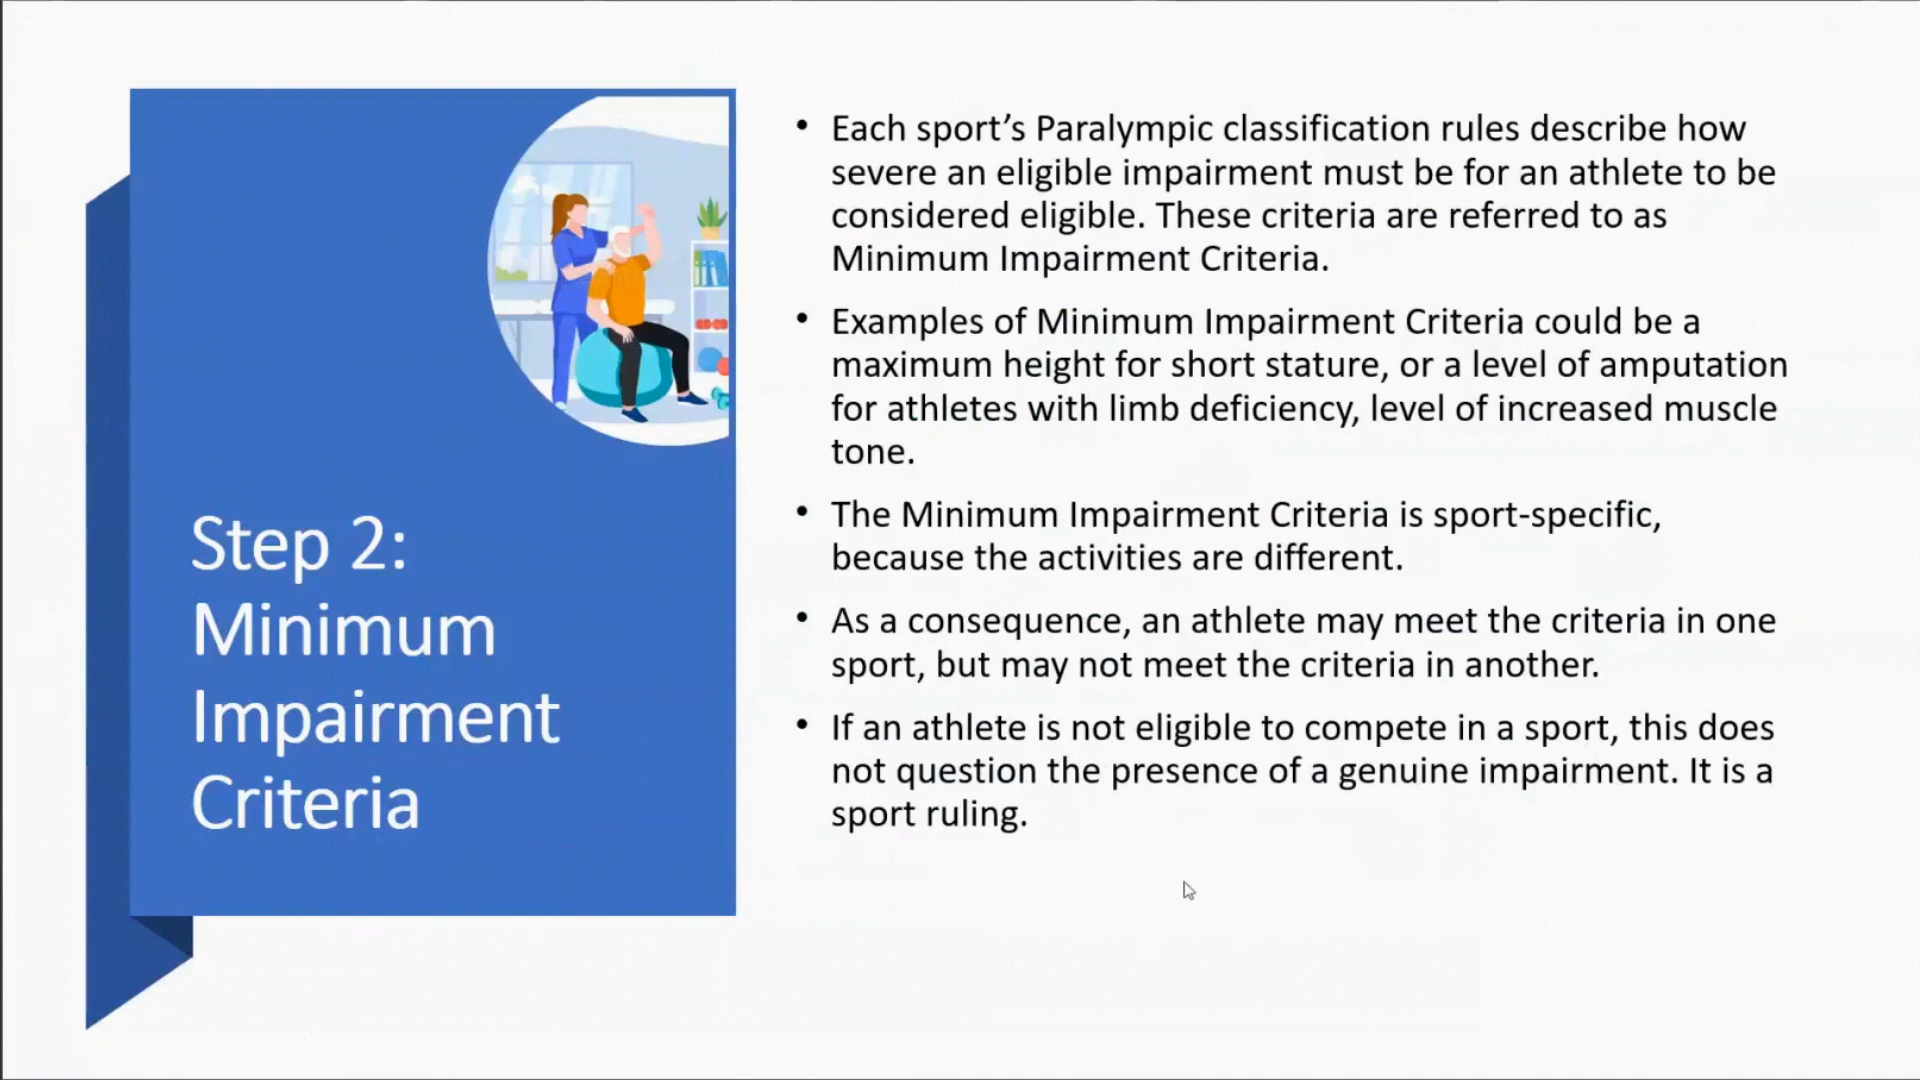 Step 2:
Minimum
Impairment
Criteria
• Each sport’s Paralympic classification rules describe how
severe an eligible impairment must be for an athlete to be
considered eligible. These criteria are referred to as
Minimum Impairment Criteria.
• Examples of Minimum Impairment Criteria could be a
maximum height for short stature, or a level of amputation
for athletes with limb deficiency, level of increased muscle
tone.
• The Minimum Impairment Criteria is sport-specific,
because the activities are different.
• As a consequence, an athlete may meet the criteria in one
sport, but may not meet the criteria in another.
• If an athlete is not eligible to compete in a sport, this does
not question the presence of a genuine impairment. It is a
sport ruling.